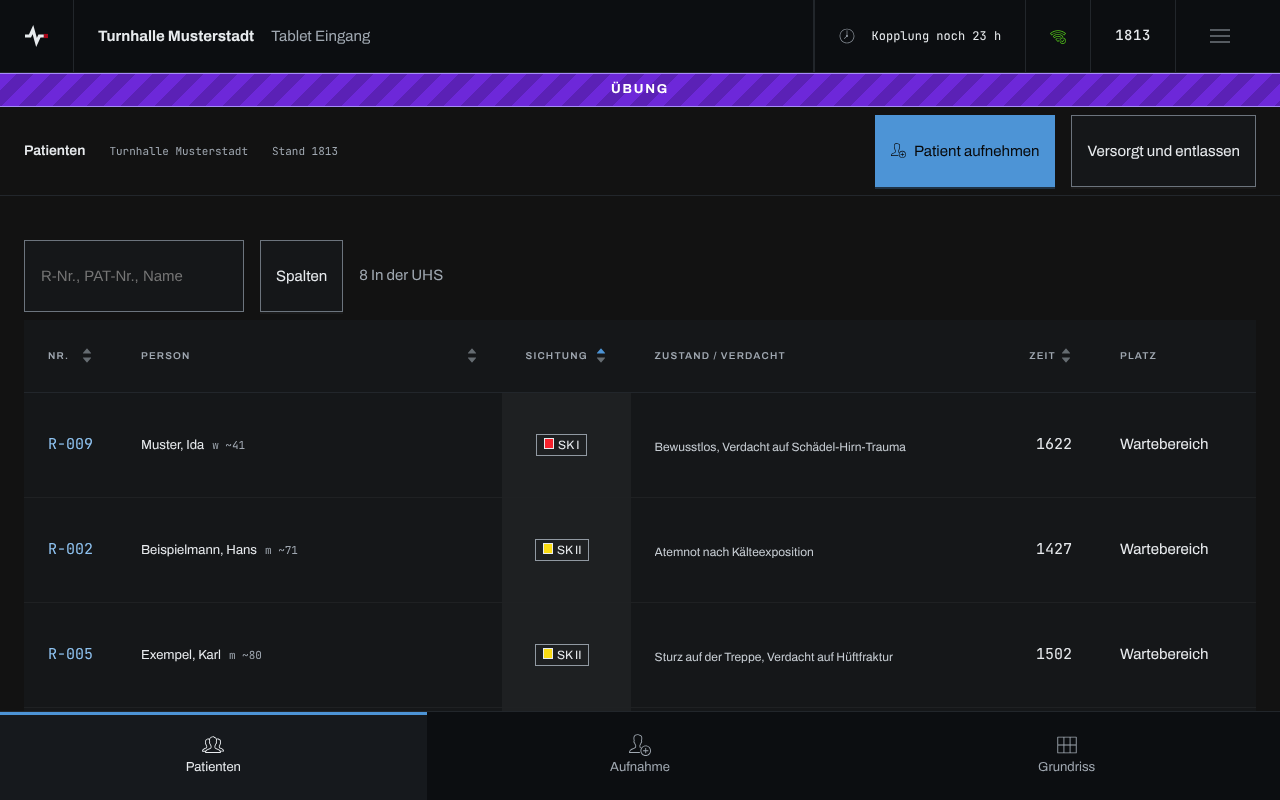 Turnhalle Musterstadt Tablet Eingang Kopplung noch 23 h 1813
ÜBUNG
Patienten Turnhalle Musterstadt Stand 1813 Patient aufnehmen Versorgt und entlassen
R-Nr., PAT-Nr., Name Spalten 8 In der UHS
NR. PERSON SICHTUNG ZUSTAND / VERDACHT ZEIT PLATZ
R-009 Muster, Ida w ~41 SK I Bewusstlos, Verdacht auf Schädel-Hirn-Trauma 1622 Wartebereich
R-002 Beispielmann, Hans m ~71 SK II Atemnot nach Kälteexposition 1427 Wartebereich
R-005 Exempel, Karl m ~80 SK II Sturz auf der Treppe, Verdacht auf Hüftfraktur 1502 Wartebereich
Patienten Aufnahme Grundriss